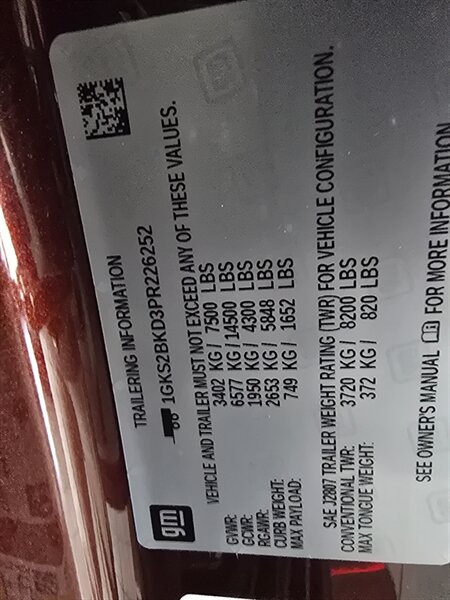 TRAILERING INFORMATION
1GKS2BKD3PR226252
VEHICLE AND TRAILER MUST NOT EXCEED ANY OF THESE VALUES.
GVWR: 3402 KG / 7500 LBS
GCWR: 6577 KG / 14500 LBS
RGAWR: 1950 KG / 4300 LBS
CURB WEIGHT: 2653 KG / 5848 LBS
MAX PAYLOAD: 749 KG / 1652 LBS
SAE J2807 TRAILER WEIGHT RATING (TWR) FOR VEHICLE CONFIGURATION.
CONVENTIONAL TWR: 3720 KG / 8200 LBS
MAX TONGUE WEIGHT: 372 KG / 820 LBS
SEE OWNER'S MANUAL FOR MORE INFORMATION
gm